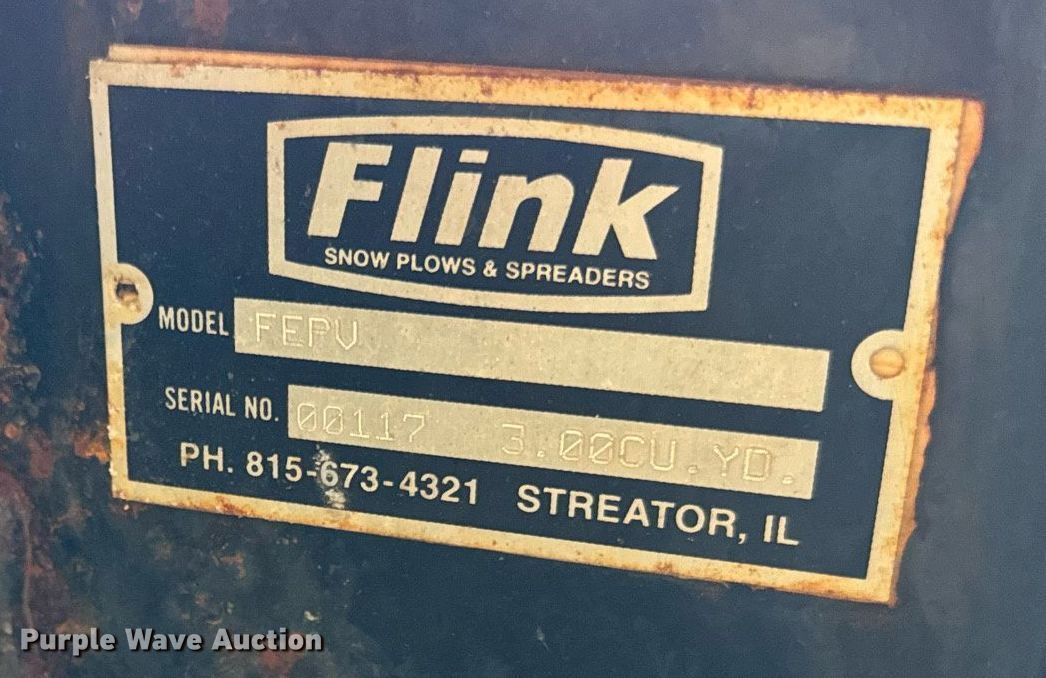 Flink
SNOW PLOWS & SPREADERS
MODEL FEPV
SERIAL NO. 00117 3.00CU.YD.
PH. 815-673-4321 STREATOR, IL
Purple Wave Auction